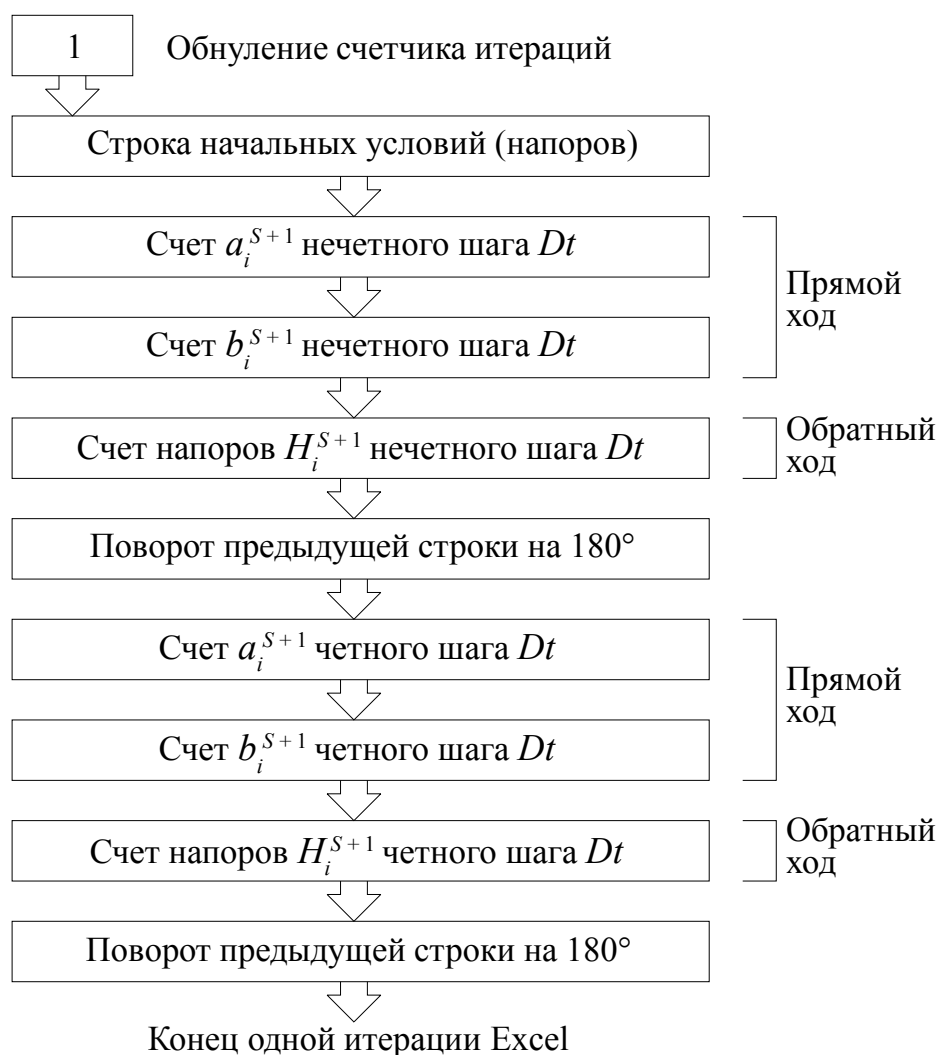 1
Обнуление счетчика итераций
Строка начальных условий (напоров)
Счет a_i^{S + 1} нечетного шага Dt
Прямой
ход
Счет b_i^{S + 1} нечетного шага Dt
Счет напоров H_i^{S + 1} нечетного шага Dt
Обратный
ход
Поворот предыдущей строки на 180°
Счет a_i^{S + 1} четного шага Dt
Прямой
ход
Счет b_i^{S + 1} четного шага Dt
Счет напоров H_i^{S + 1} четного шага Dt
Обратный
ход
Поворот предыдущей строки на 180°
Конец одной итерации Excel